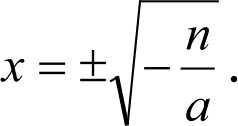 x = ±√(−n/a).